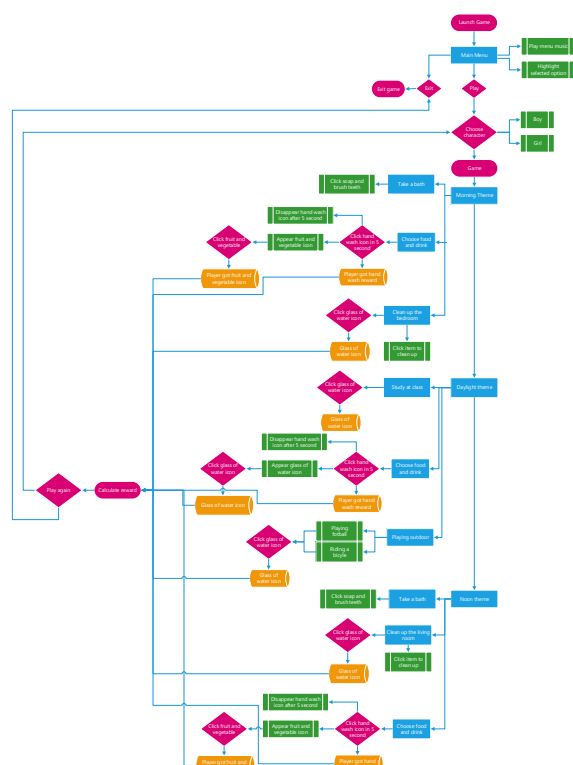 Launch Game
Main Menu
Play menu music
Highlight
selected option
Exit game
Exit
Play
Choose
character
Boy
Girl
Game
Click soap and
brush teeth
Take a bath
Morning Theme
Disappear hand wash
icon after 5 second
Click fruit and
vegetable
Appear fruit and
vegetable icon
Click hand
wash icon in 5
second
Choose food
and drink
Player got fruit and
vegetable icon
Player got hand
wash reward
Click glass of
water icon
Clean up the
bedroom
Glass of
water icon
Click item to
clean up
Click glass of
water icon
Study at class
Daylight theme
Glass of
water icon
Disappear hand wash
icon after 5 second
Click glass of
water icon
Appear glass of
water icon
Click hand
wash icon in 5
second
Choose food
and drink
Play again
Calculate reward
Glass of water icon
Player got hand
wash reward
Click glass of
water icon
Playing
fotball
Riding a
bicyle
Playing outdoor
Glass of
water icon
Click soap and
brush teeth
Take a bath
Noon theme
Click glass of
water icon
Clean up the living
room
Glass of
water icon
Click item to
clean up
Disappear hand wash
icon after 5 second
Click fruit and
vegetable
Appear fruit and
vegetable icon
Click hand
wash icon in 5
second
Choose food
and drink
Player got fruit and
Player got hand